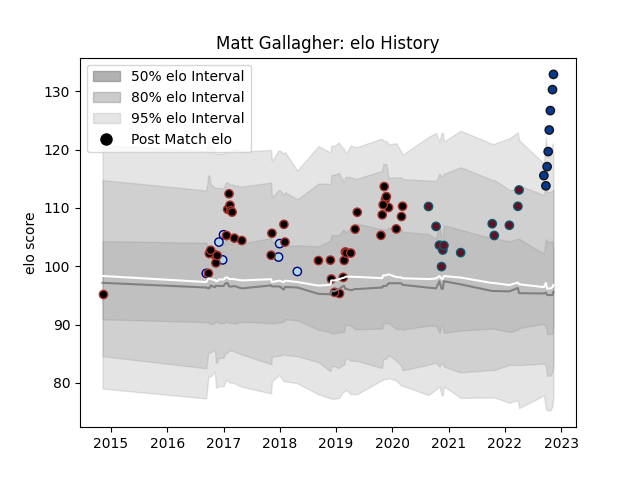 Matt Gallagher: elo History
50% elo Interval
80% elo Interval
95% elo Interval
Post Match elo
elo score
130
120
110
100
90
80
2015 2016 2017 2018 2019 2020 2021 2022 2023